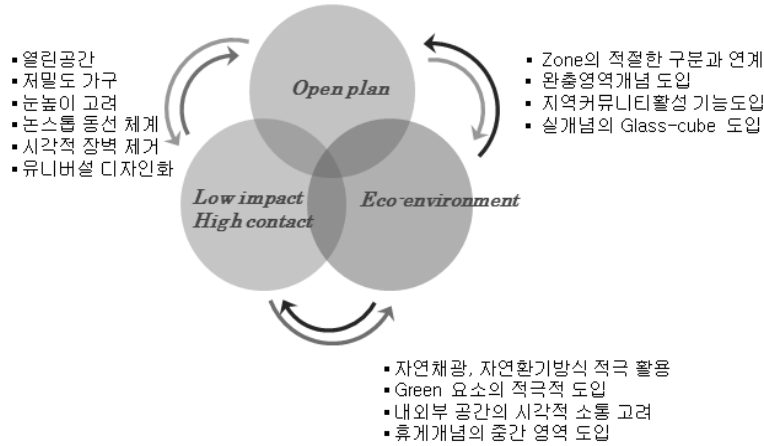 ▪ 열린공간
▪ 저밀도 가구
▪ 눈높이 고려
▪ 논스톱 동선 체계
▪ 시각적 장벽 제거
▪ 유니버설 디자인화
Open plan
Low impact
High contact
Eco-environment
▪ Zone의 적절한 구분과 연계
▪ 완충영역개념 도입
▪ 지역커뮤니티활성 기능도입
▪ 실개념의 Glass-cube 도입
▪ 자연채광, 자연환기방식 적극 활용
▪ Green 요소의 적극적 도입
▪ 내외부 공간의 시각적 소통 고려
▪ 휴게개념의 중간 영역 도입